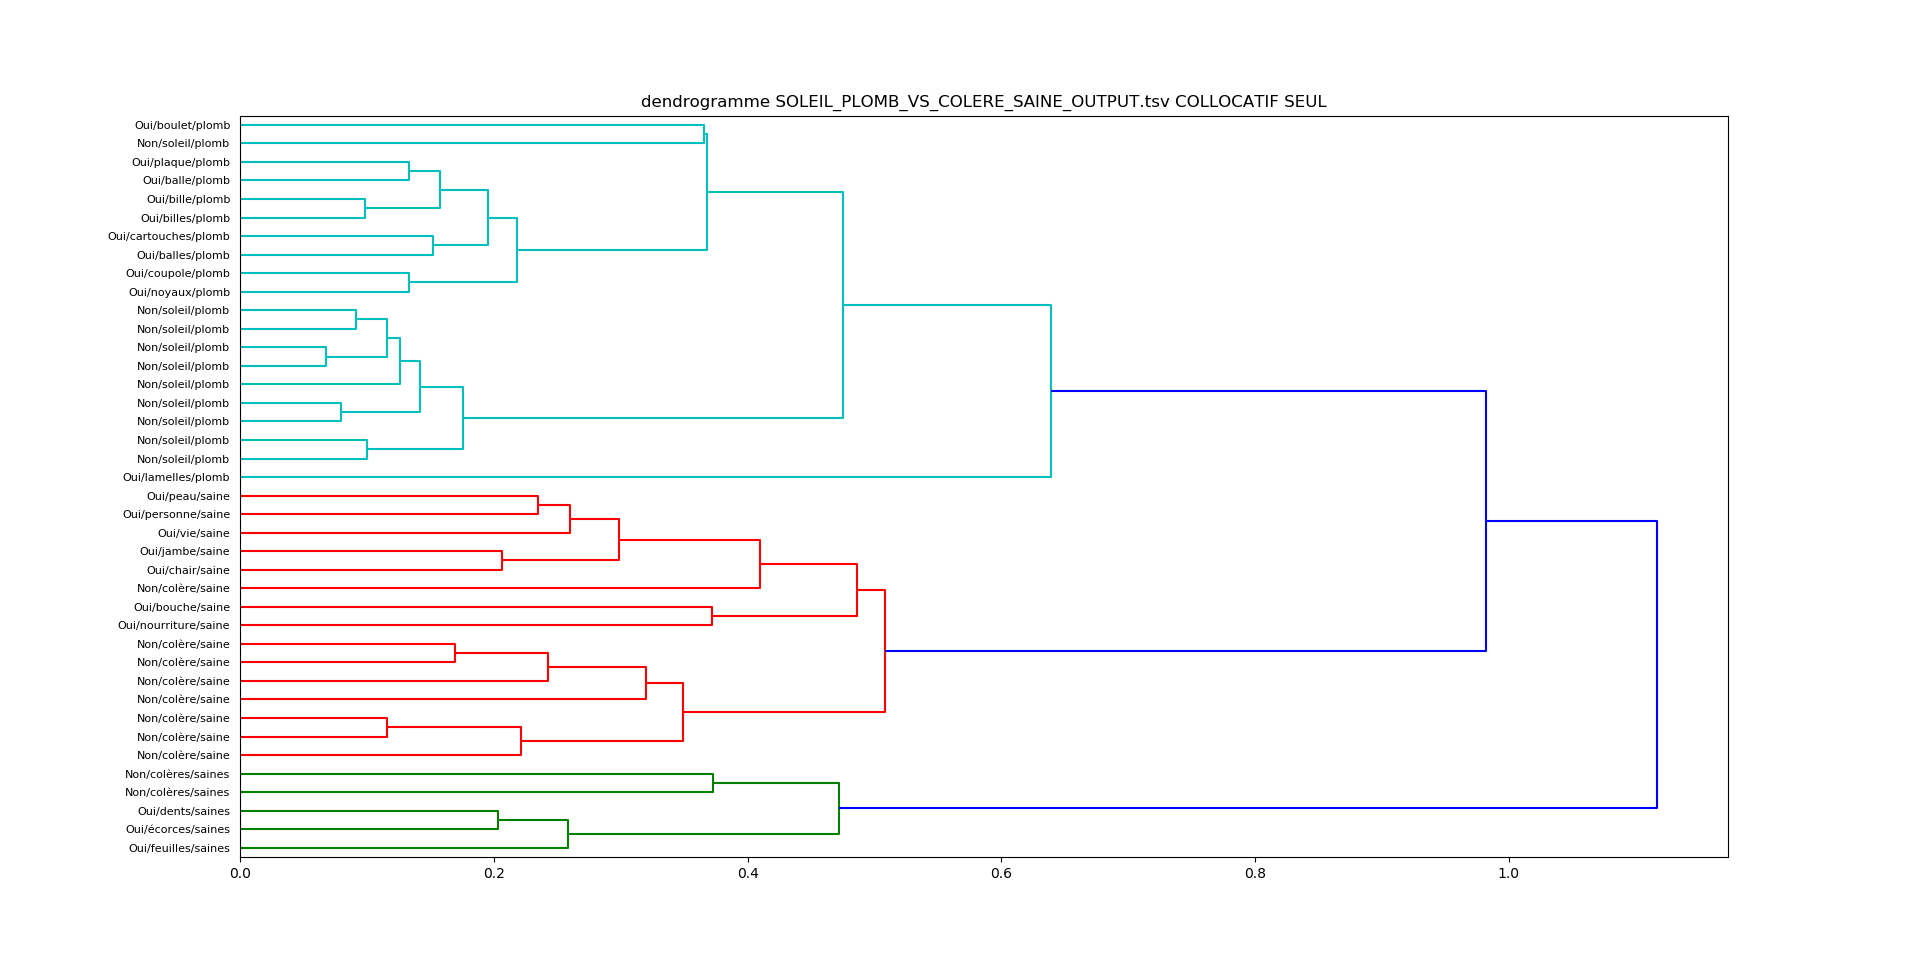 dendrogramme SOLEIL_PLOMB_VS_COLERE_SAINE_OUTPUT.tsv COLLOCATIF SEUL
Oui/boulet/plomb
Non/soleil/plomb
Oui/plaque/plomb
Oui/balle/plomb
Oui/bille/plomb
Oui/billes/plomb
Oui/cartouches/plomb
Oui/balles/plomb
Oui/coupole/plomb
Oui/noyaux/plomb
Non/soleil/plomb
Non/soleil/plomb
Non/soleil/plomb
Non/soleil/plomb
Non/soleil/plomb
Non/soleil/plomb
Non/soleil/plomb
Non/soleil/plomb
Non/soleil/plomb
Oui/lamelles/plomb
Oui/peau/saine
Oui/personne/saine
Oui/vie/saine
Oui/jambe/saine
Oui/chair/saine
Non/colère/saine
Oui/bouche/saine
Oui/nourriture/saine
Non/colère/saine
Non/colère/saine
Non/colère/saine
Non/colère/saine
Non/colère/saine
Non/colère/saine
Non/colère/saine
Non/colères/saines
Non/colères/saines
Oui/dents/saines
Oui/écorces/saines
Oui/feuilles/saines
0.0 0.2 0.4 0.6 0.8 1.0